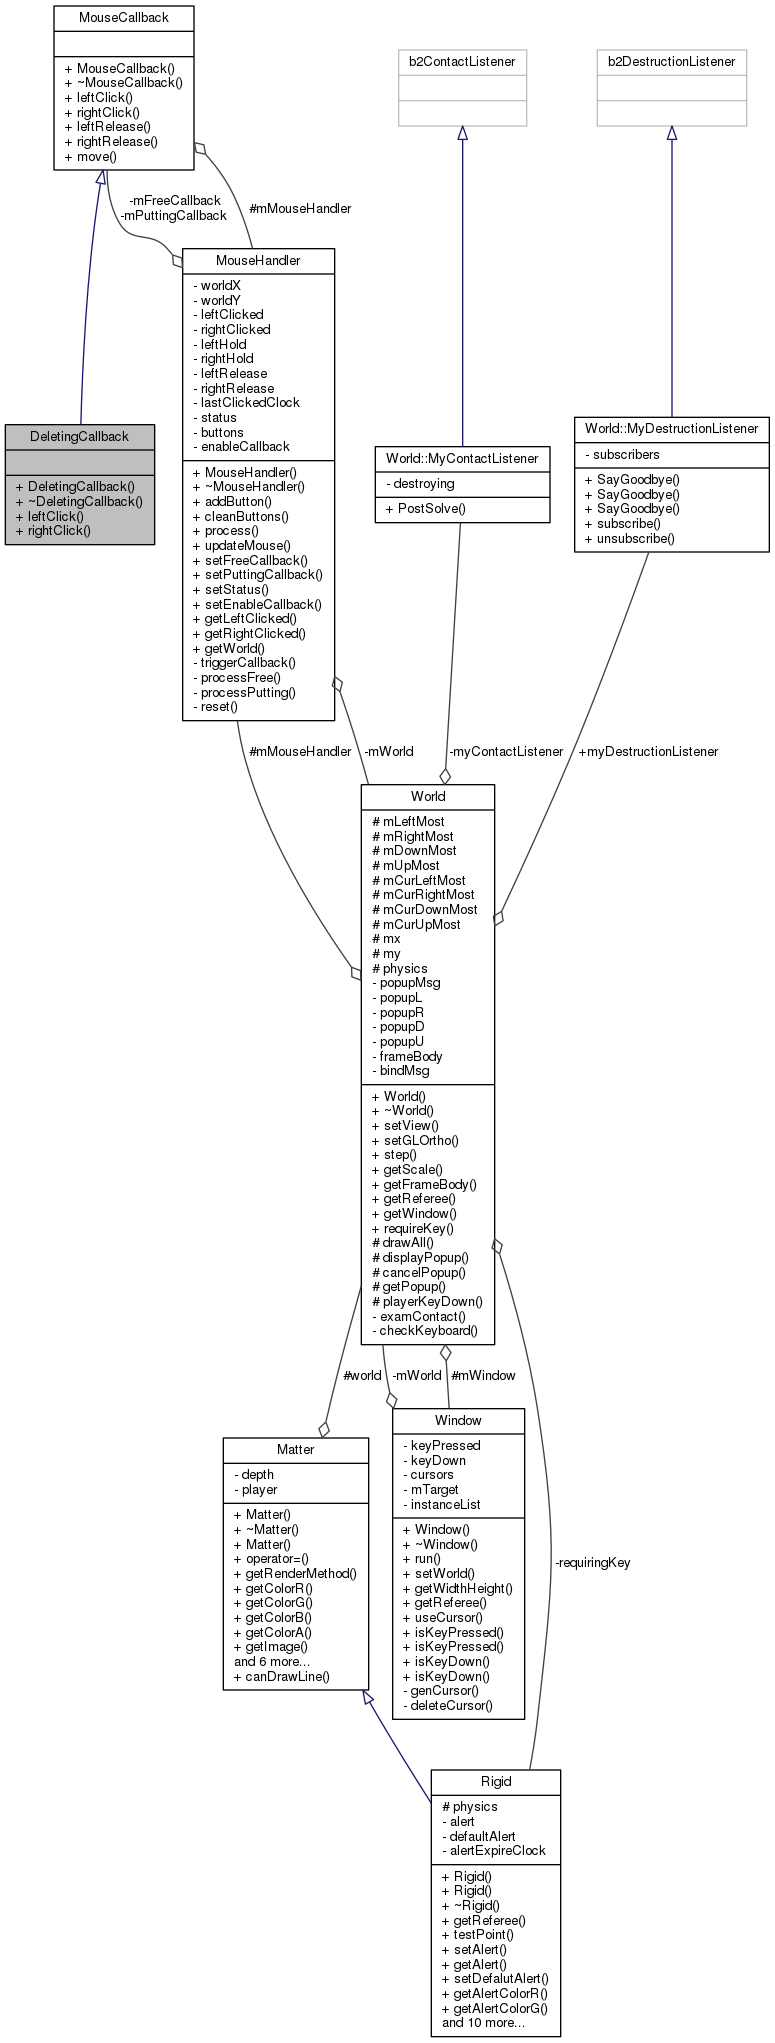 MouseCallback
+ MouseCallback()
+ ~MouseCallback()
+ leftClick()
+ rightClick()
+ leftRelease()
+ rightRelease()
+ move()
b2ContactListener
b2DestructionListener
-mFreeCallback
-mPuttingCallback
#mMouseHandler
MouseHandler
- worldX
- worldY
- leftClicked
- rightClicked
- leftHold
- rightHold
- leftRelease
- rightRelease
- lastClickedClock
- status
- buttons
- enableCallback
+ MouseHandler()
+ ~MouseHandler()
+ addButton()
+ cleanButtons()
+ process()
+ updateMouse()
+ setFreeCallback()
+ setPuttingCallback()
+ setStatus()
+ setEnableCallback()
+ getLeftClicked()
+ getRightClicked()
+ getWorld()
- triggerCallback()
- processFree()
- processPutting()
- reset()
DeletingCallback
+ DeletingCallback()
+ ~DeletingCallback()
+ leftClick()
+ rightClick()
World::MyContactListener
- destroying
+ PostSolve()
World::MyDestructionListener
- subscribers
+ SayGoodbye()
+ SayGoodbye()
+ SayGoodbye()
+ subscribe()
+ unsubscribe()
#mMouseHandler
-mWorld
-myContactListener
+myDestructionListener
World
# mLeftMost
# mRightMost
# mDownMost
# mUpMost
# mCurLeftMost
# mCurRightMost
# mCurDownMost
# mCurUpMost
# mx
# my
# physics
- popupMsg
- popupL
- popupR
- popupD
- popupU
- frameBody
- bindMsg
+ World()
+ ~World()
+ setView()
+ setGLOrtho()
+ step()
+ getScale()
+ getFrameBody()
+ getReferee()
+ getWindow()
+ requireKey()
# drawAll()
# displayPopup()
# cancelPopup()
# getPopup()
# playerKeyDown()
- examContact()
- checkKeyboard()
#world
-mWorld
#mWindow
Matter
- depth
- player
+ Matter()
+ ~Matter()
+ Matter()
+ operator=()
+ getRenderMethod()
+ getColorR()
+ getColorG()
+ getColorB()
+ getColorA()
+ getImage()
and 6 more...
+ canDrawLine()
Window
- keyPressed
- keyDown
- cursors
- mTarget
- instanceList
+ Window()
+ ~Window()
+ run()
+ setWorld()
+ getWidthHeight()
+ getReferee()
+ useCursor()
+ isKeyPressed()
+ isKeyPressed()
+ isKeyDown()
+ isKeyDown()
- genCursor()
- deleteCursor()
-requiringKey
Rigid
# physics
- alert
- defaultAlert
- alertExpireClock
+ Rigid()
+ Rigid()
+ ~Rigid()
+ getReferee()
+ testPoint()
+ setAlert()
+ getAlert()
+ setDefalutAlert()
+ getAlertColorR()
+ getAlertColorG()
and 10 more...